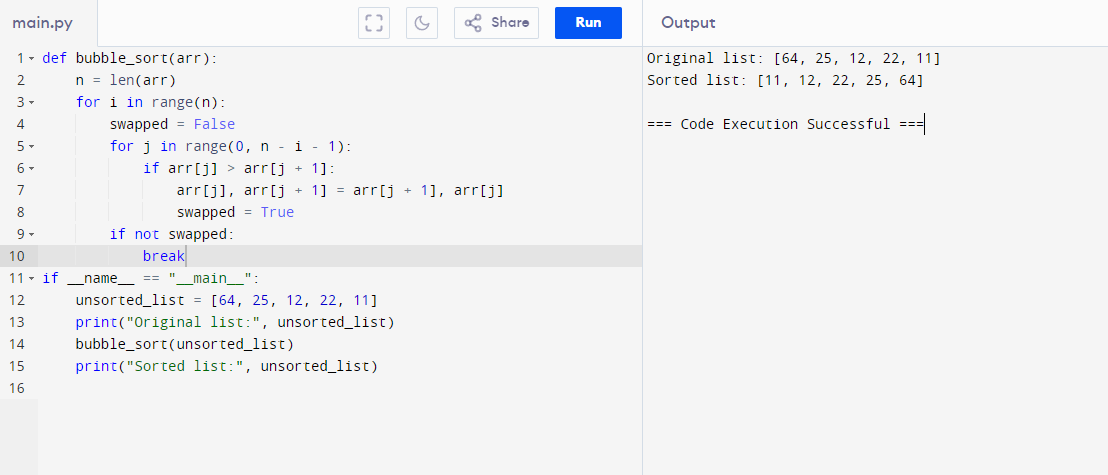 main.py Share Run Output
1 def bubble_sort(arr):
2     n = len(arr)
3     for i in range(n):
4         swapped = False
5         for j in range(0, n - i - 1):
6             if arr[j] > arr[j + 1]:
7                 arr[j], arr[j + 1] = arr[j + 1], arr[j]
8                 swapped = True
9         if not swapped:
10             break
11 if __name__ == "__main__":
12     unsorted_list = [64, 25, 12, 22, 11]
13     print("Original list:", unsorted_list)
14     bubble_sort(unsorted_list)
15     print("Sorted list:", unsorted_list)
16
Original list: [64, 25, 12, 22, 11]
Sorted list: [11, 12, 22, 25, 64]
=== Code Execution Successful ===